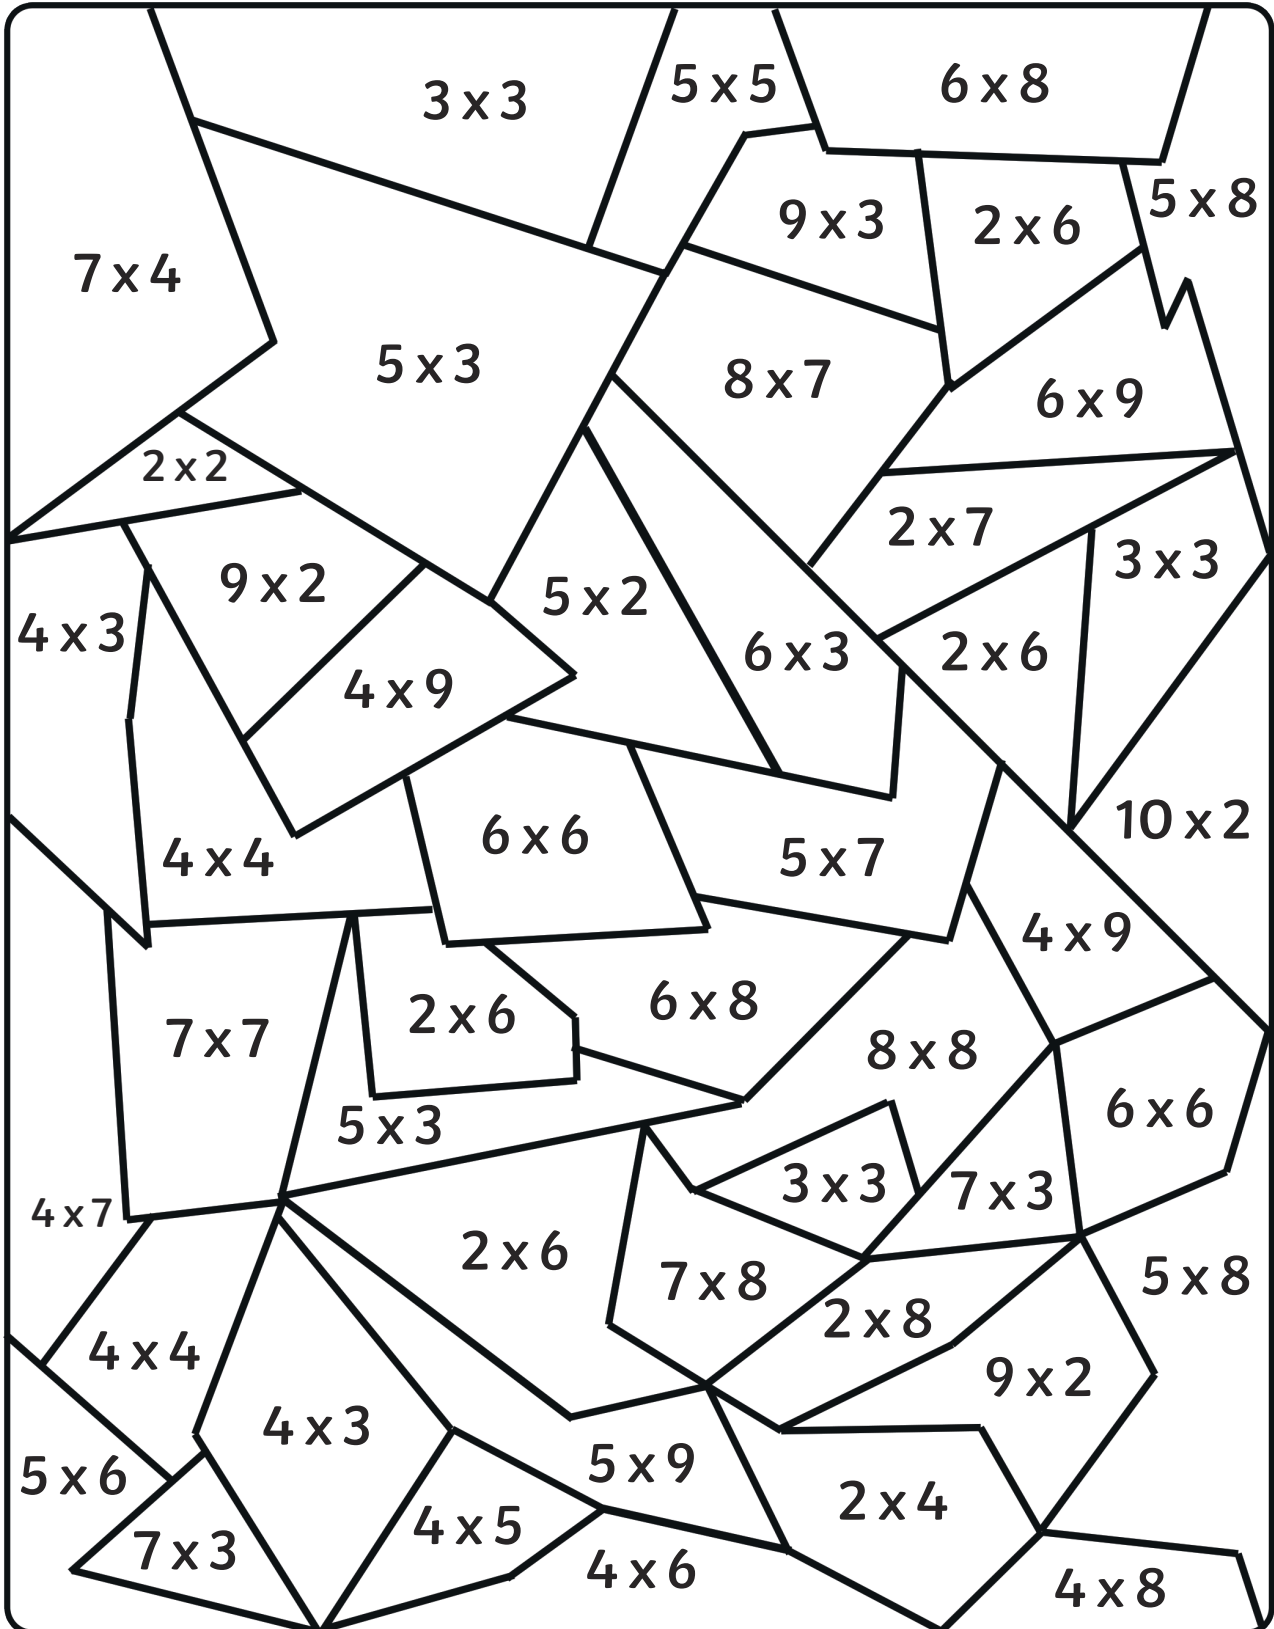 3 x 3
5 x 5
6 x 8
5 x 8
9 x 3
2 x 6
7 x 4
5 x 3
8 x 7
6 x 9
2 x 2
2 x 7
3 x 3
9 x 2
5 x 2
4 x 3
6 x 3
2 x 6
4 x 9
10 x 2
6 x 6
4 x 4
5 x 7
4 x 9
6 x 8
2 x 6
7 x 7
8 x 8
6 x 6
5 x 3
3 x 3
7 x 3
4 x 7
2 x 6
7 x 8
5 x 8
2 x 8
4 x 4
9 x 2
4 x 3
5 x 9
5 x 6
2 x 4
4 x 5
7 x 3
4 x 6
4 x 8